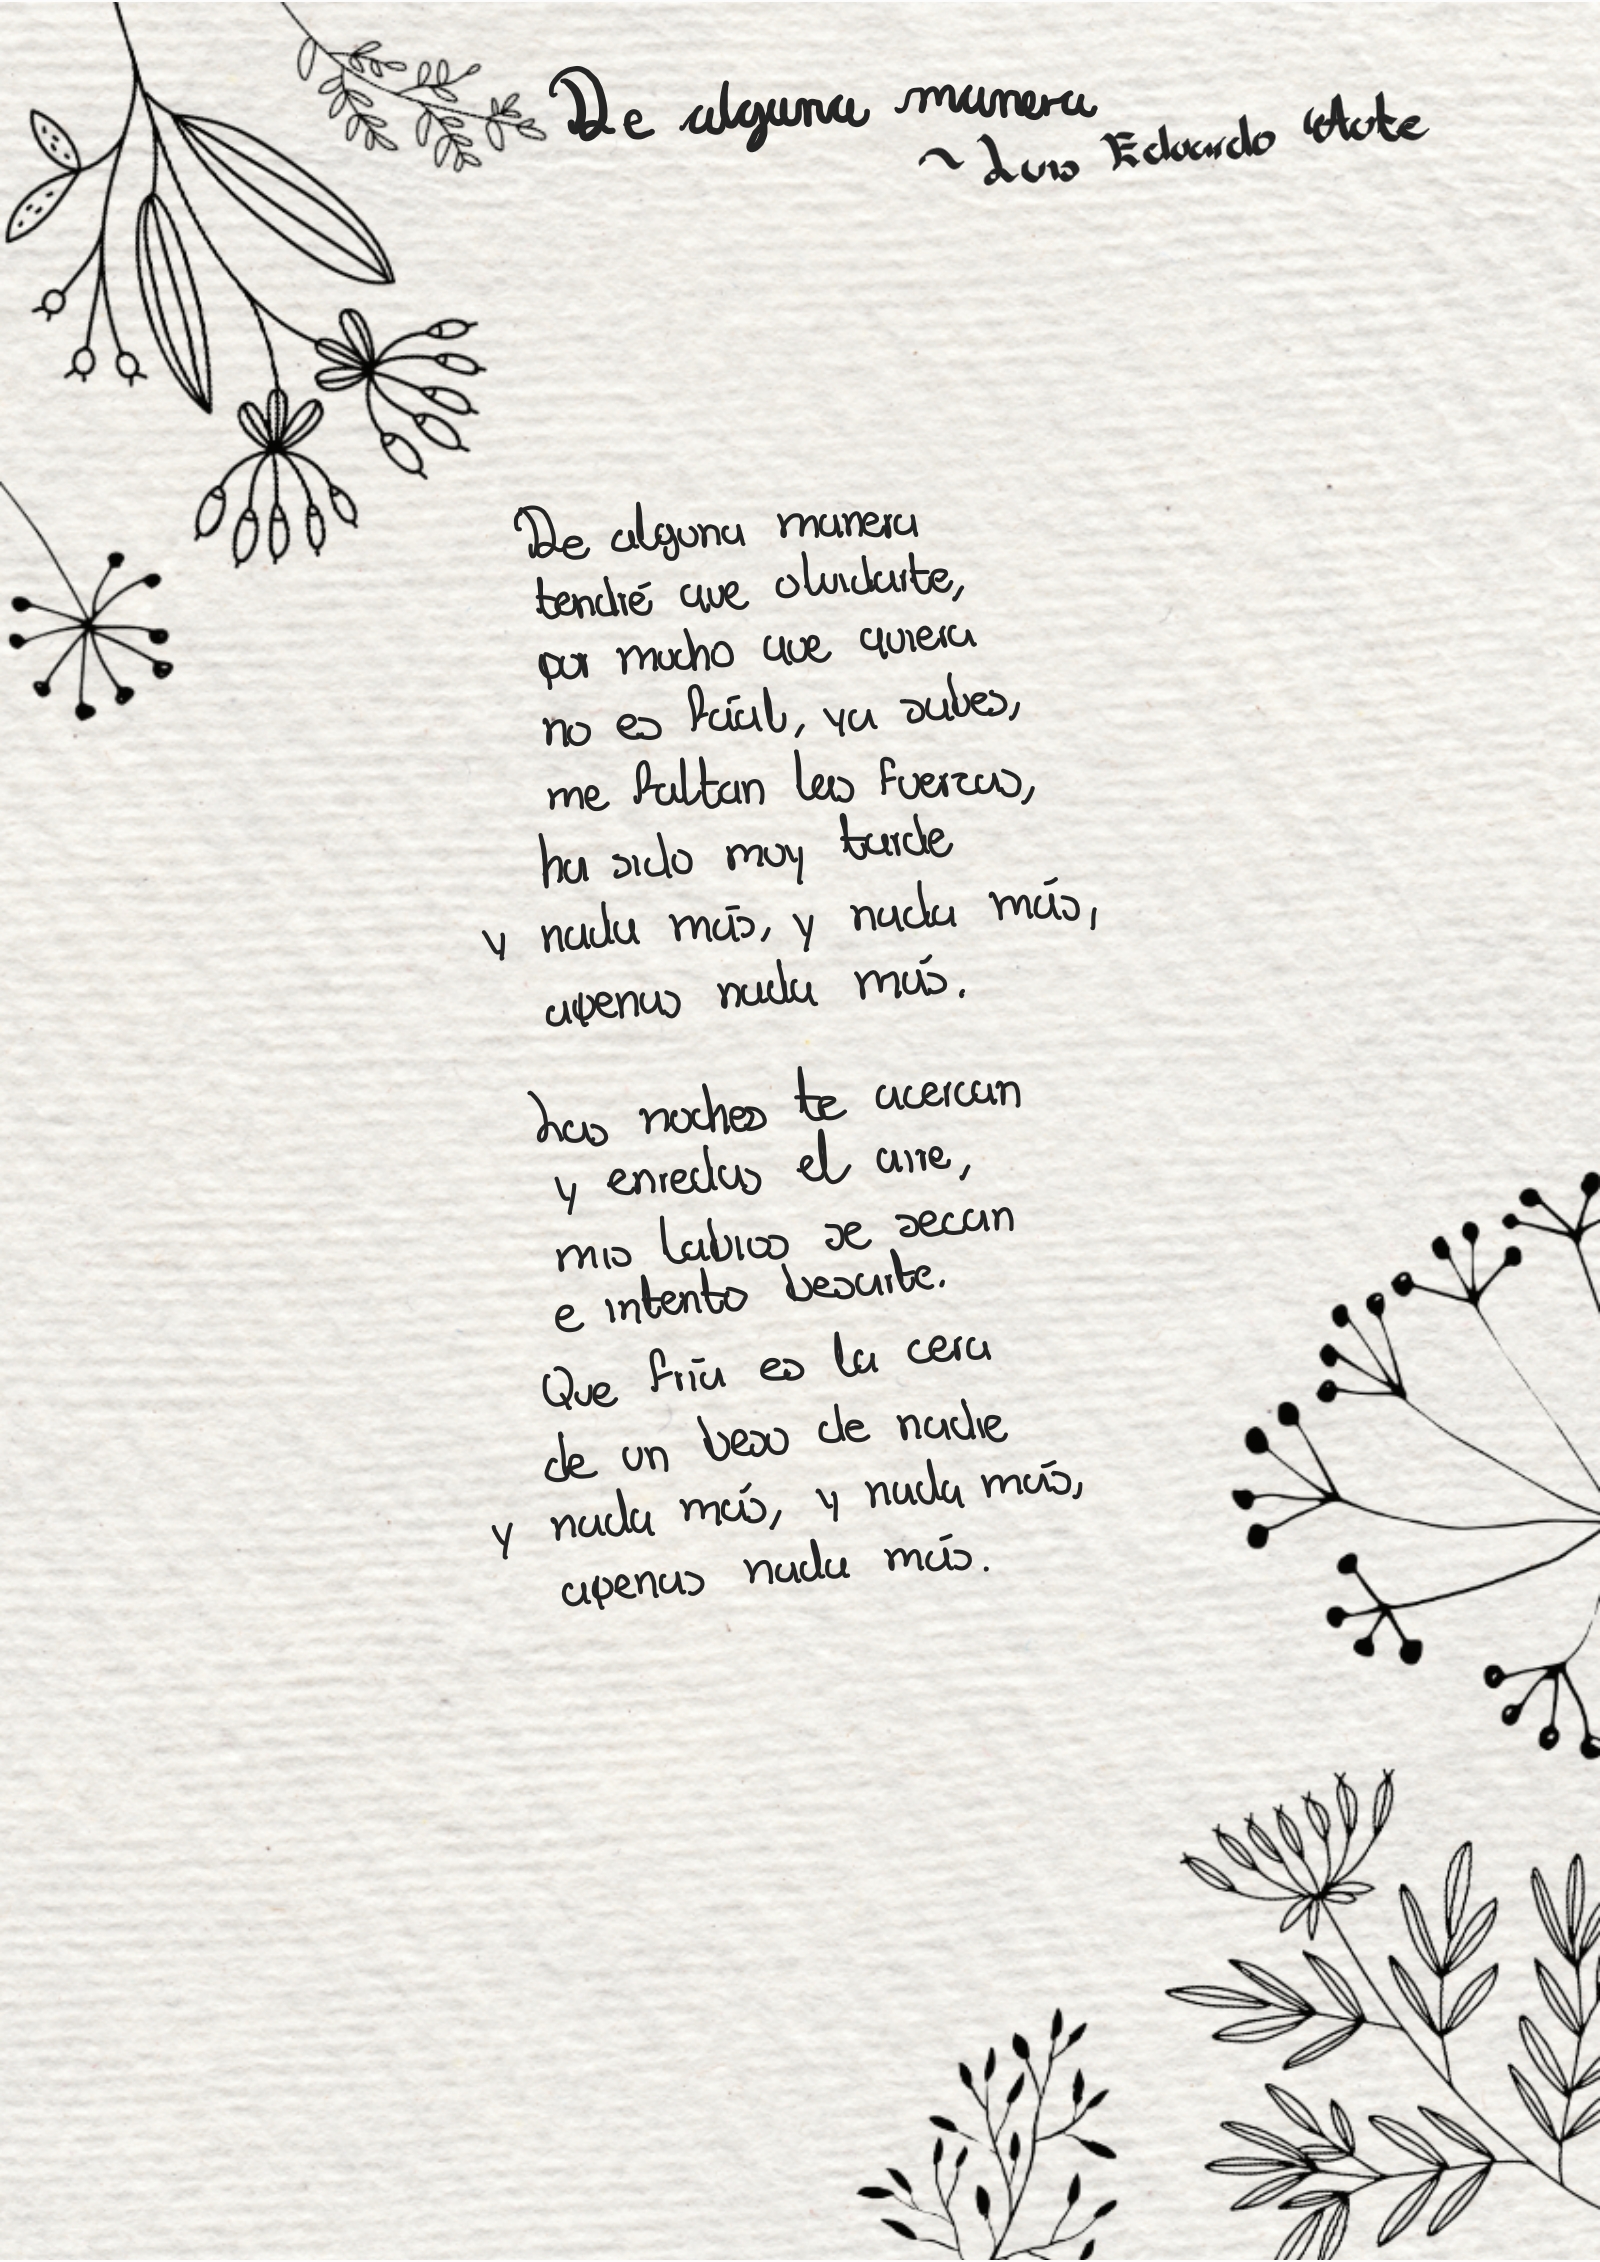 De alguna manera
~ Luis Eduardo Aute
De alguna manera
tendré que olvidarte,
por mucho que quiera
no es fácil, ya sabes,
me faltan las fuerzas,
ha sido muy tarde
y nada más, y nada más,
apenas nada más.
Las noches te acercan
y enredas el aire,
mis labios se secan
e intento besarte.
Que fría es la cera
de un beso de nadie
y nada más, y nada más,
apenas nada más.